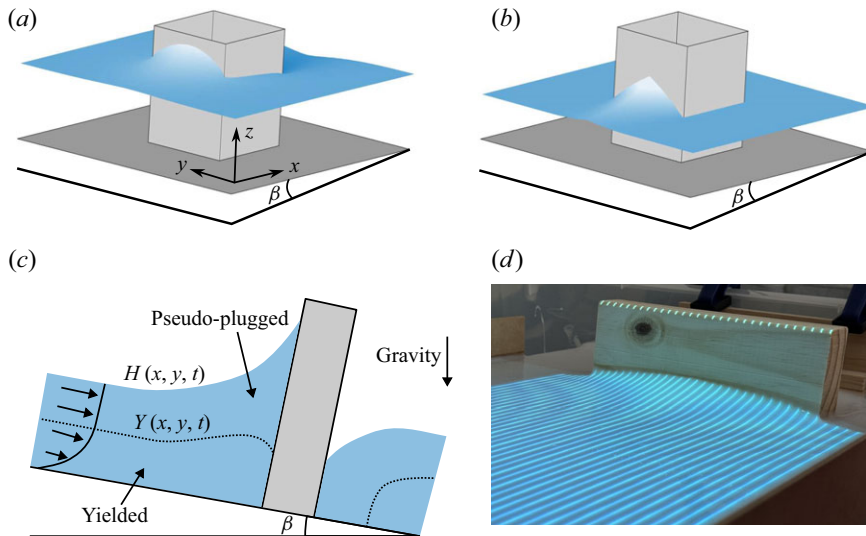 (a)
z
y
x
β
(b)
β
(c)
Pseudo-plugged
Gravity
H (x, y, t)
Y (x, y, t)
Yielded
β
(d)